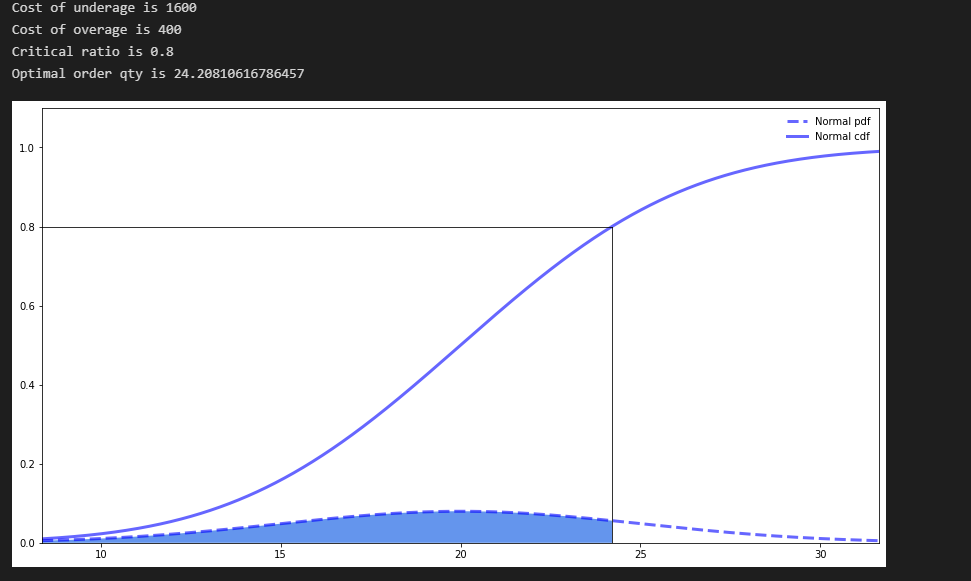 Cost of underage is 1600
Cost of overage is 400
Critical ratio is 0.8
Optimal order qty is 24.20810616786457
Normal pdf
Normal cdf
1.0
0.8
0.6
0.4
0.2
0.0
10 15 20 25 30